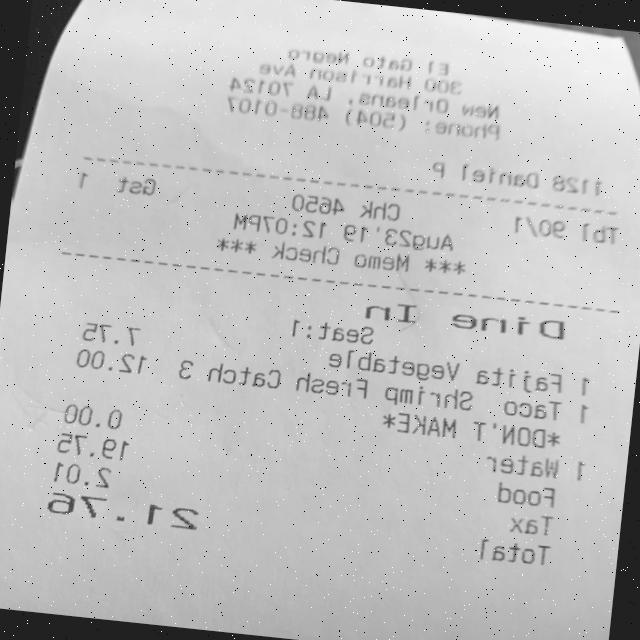 El Gato Negro
300 Harrison Ave
New Orleans, LA 70124
Phone: (504) 488-0107
1128 Daniel P
Tbl 90/1 Chk 4650 Gst 1
Aug23'19 12:07PM
*** Memo Check ***
Dine In
Seat:1
1 Fajita Vegetable 7.75
1 Taco Shrimp Fresh Catch 3 12.00
*DON'T MAKE*
1 Water 0.00
Food 19.75
Tax 2.01
Total 21.76